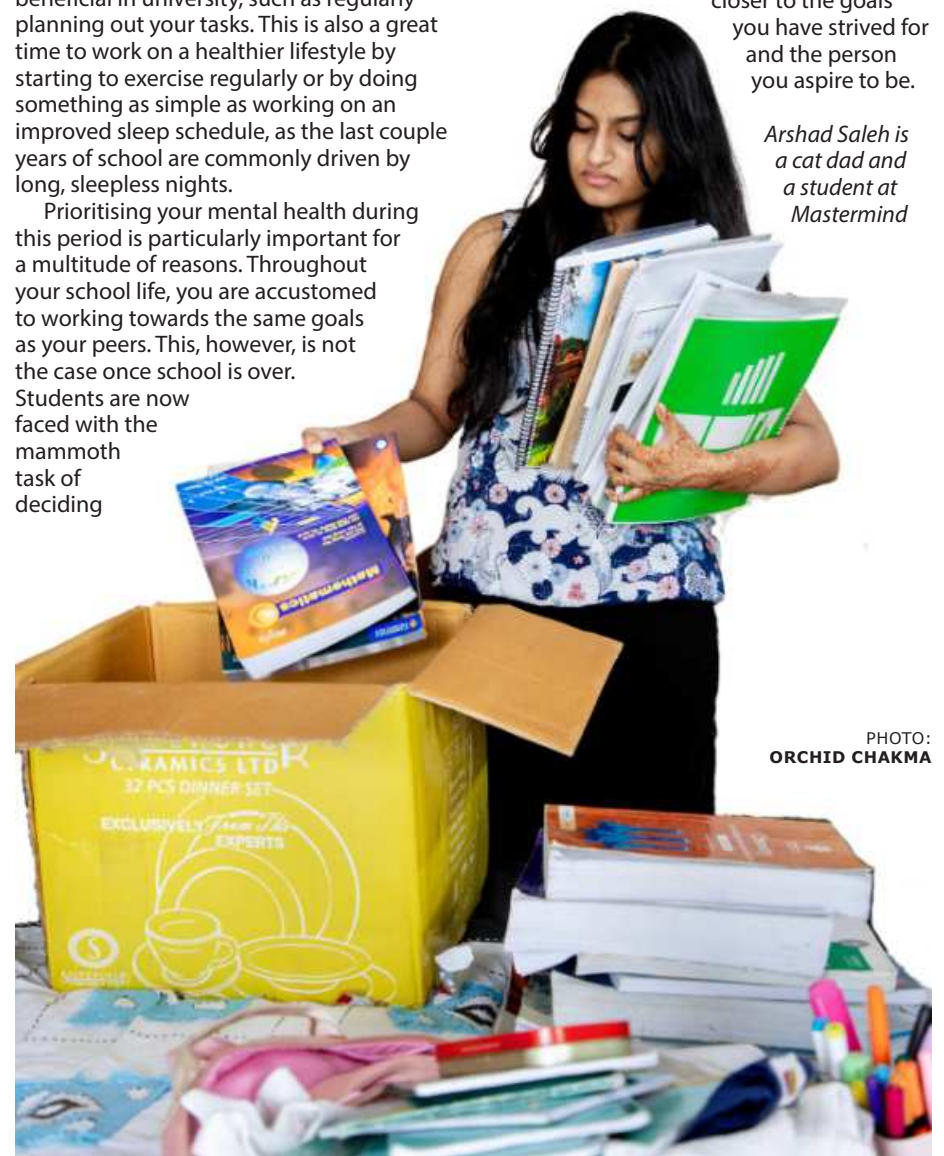 beneficial in university, such as regularly
planning out your tasks. This is also a great
time to work on a healthier lifestyle by
starting to exercise regularly or by doing
something as simple as working on an
improved sleep schedule, as the last couple
years of school are commonly driven by
long, sleepless nights.
Prioritising your mental health during
this period is particularly important for
a multitude of reasons. Throughout
your school life, you are accustomed
to working towards the same goals
as your peers. This, however, is not
the case once school is over.
Students are now
faced with the
mammoth
task of
deciding
closer to the goals
you have strived for
and the person
you aspire to be.
Arshad Saleh is
a cat dad and
a student at
Mastermind
Mathematics
PHOTO:
ORCHID CHAKMA
CERAMICS LTD
32 PCS DINNER SET
EXCLUSIVELY From The
EXPERTS